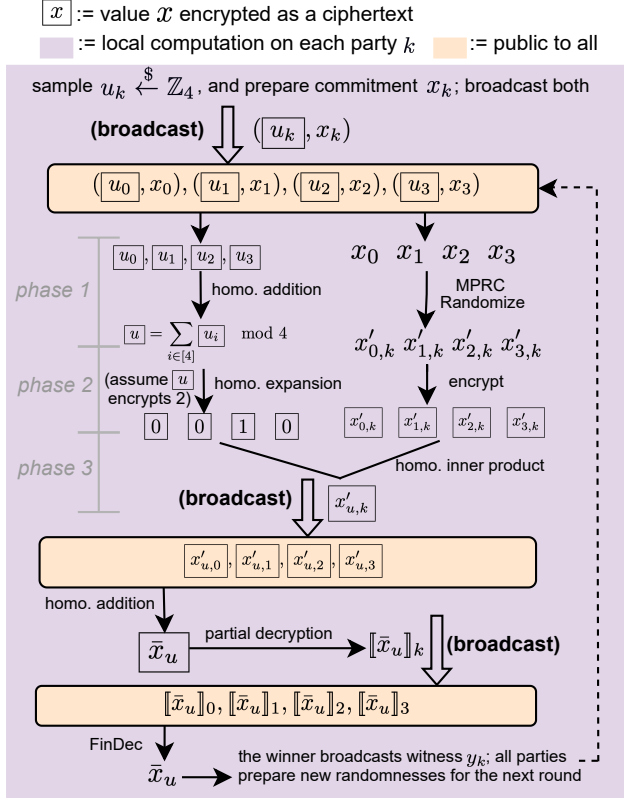 x := value x encrypted as a ciphertext
:= local computation on each party k := public to all
sample u_k ←$ ℤ_4, and prepare commitment x_k; broadcast both
(broadcast) (u_k, x_k)
(u_0, x_0), (u_1, x_1), (u_2, x_2), (u_3, x_3)
u_0, u_1, u_2, u_3
x_0 x_1 x_2 x_3
phase 1
homo. addition
MPRC
Randomize
u = ∑_{i∈[4]} u_i mod 4
x'_{0,k} x'_{1,k} x'_{2,k} x'_{3,k}
phase 2
(assume u
encrypts 2)
homo. expansion
encrypt
0 0 1 0
x'_{0,k} x'_{1,k} x'_{2,k} x'_{3,k}
phase 3
homo. inner product
(broadcast) x'_{u,k}
x'_{u,0}, x'_{u,1}, x'_{u,2}, x'_{u,3}
homo. addition
x̄_u
partial decryption
⟦x̄_u⟧_k
(broadcast)
⟦x̄_u⟧_0, ⟦x̄_u⟧_1, ⟦x̄_u⟧_2, ⟦x̄_u⟧_3
FinDec
x̄_u
the winner broadcasts witness y_k; all parties
prepare new randomnesses for the next round